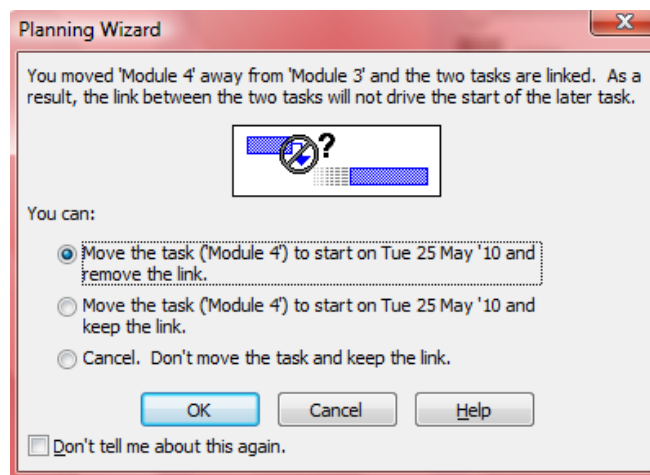 Planning Wizard
You moved 'Module 4' away from 'Module 3' and the two tasks are linked. As a
result, the link between the two tasks will not drive the start of the later task.
?
You can:
Move the task ('Module 4') to start on Tue 25 May '10 and
remove the link.
Move the task ('Module 4') to start on Tue 25 May '10 and
keep the link.
Cancel. Don't move the task and keep the link.
OK Cancel Help
Don't tell me about this again.